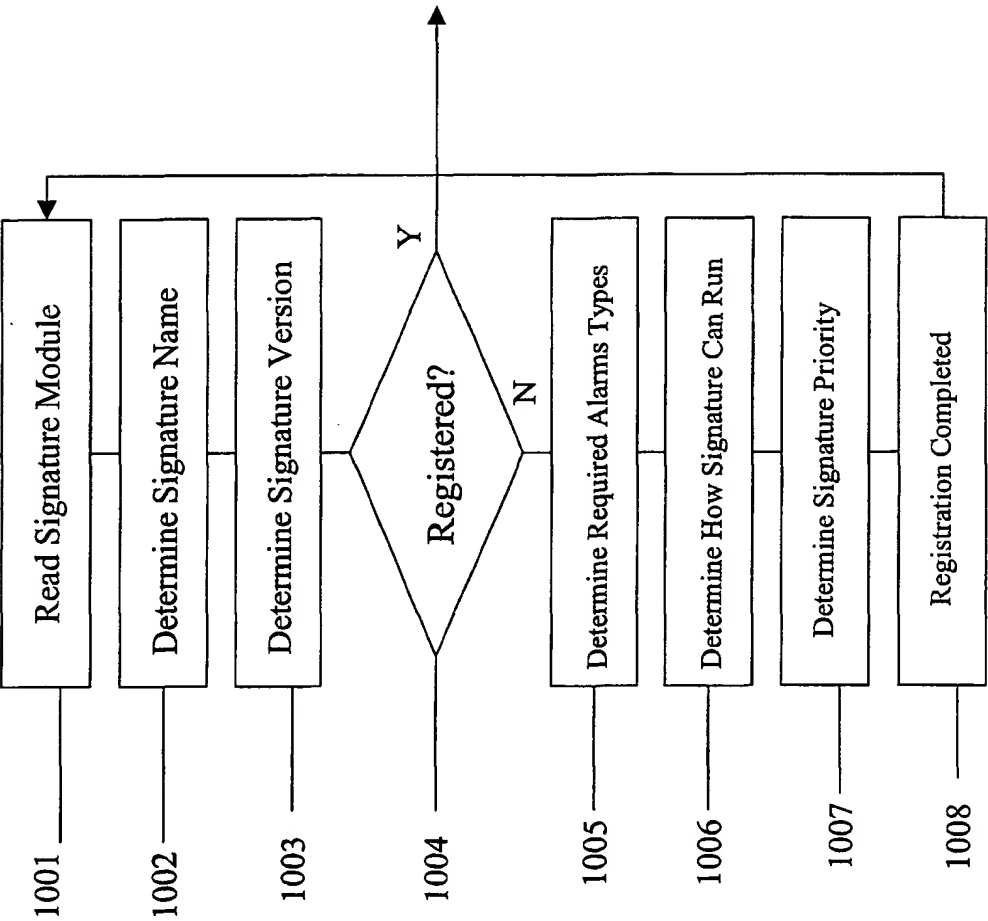 1001
Read Signature Module
1002
Determine Signature Name
1003
Determine Signature Version
1004
Registered?
Y
N
1005
Determine Required Alarms Types
1006
Determine How Signature Can Run
1007
Determine Signature Priority
1008
Registration Completed